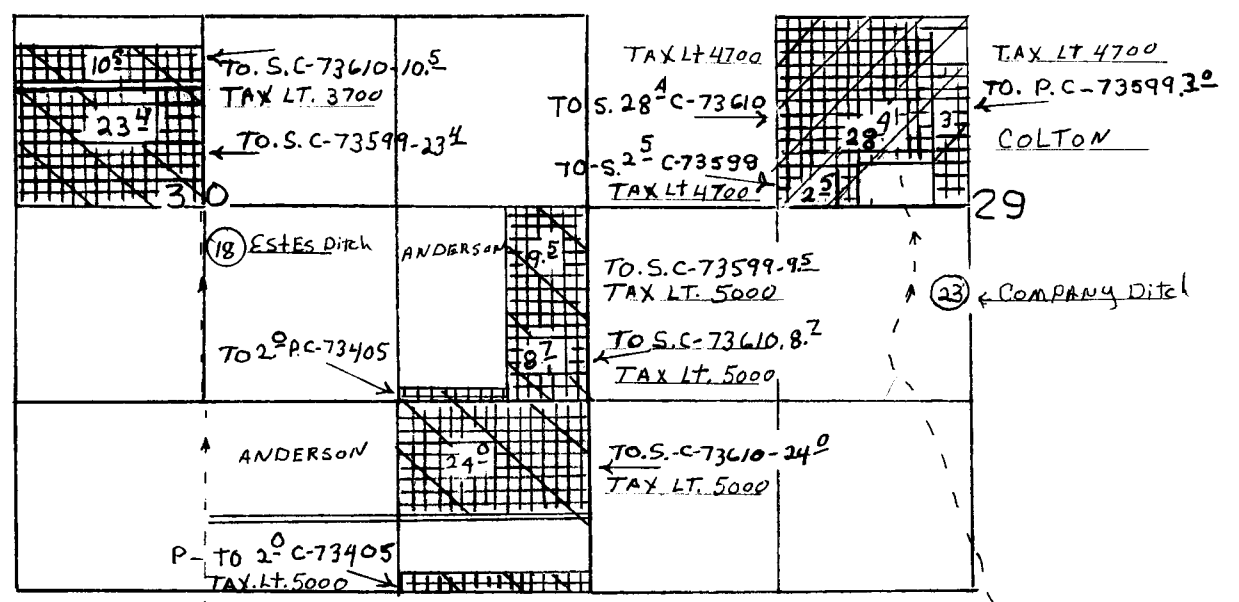 10.5
TO. S. C-73610-10.5
TAX LT. 3700
23 4
TO. S. C-73599-23 4
30
TAX Lt 4700
TO S. 28 4 C-73610
TO-S. 2 5 C-73598
TAX Lt 4700
28 4
3
2 5
TAX LT 4700
TO. P. C-73599.3 0
COLTON
29
18 EstEs Ditch
ANDERSON
9.5
TO. S. C-73599-9 5
TAX LT. 5000
23 COMPANY Ditch
TO 2 0 P.C-73405
8 7
TO S.C-73610.8.7
TAX Lt. 5000
ANDERSON
24 0
TO. S.-C-73610-24 0
TAX LT. 5000
P- TO 2 0 C-73405
TAX. Lt. 5000